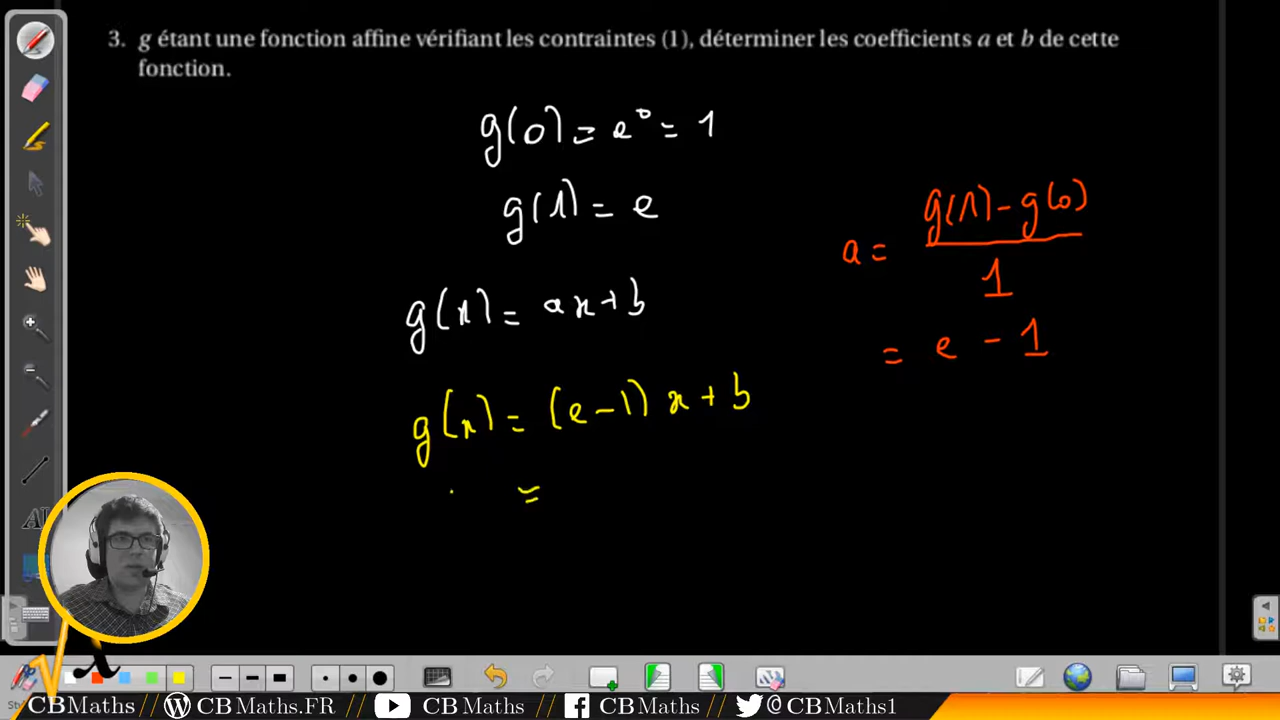 3. g étant une fonction affine vérifiant les contraintes (1), déterminer les coefficients a et b de cette
fonction.
g(0) = e⁰ = 1
g(1) = e
g(x) = ax + b
g(x) = (e - 1) x + b
=
a = g(1) - g(0) / 1
= e - 1
CBMaths CBMaths.FR CBMaths CBMaths @CBMaths1